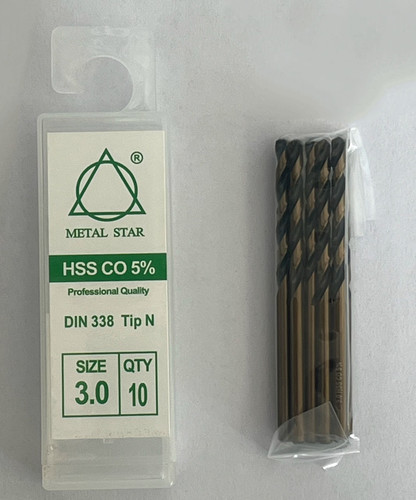 ®
METAL STAR
HSS CO 5%
Professional Quality
DIN 338 Tip N
SIZE QTY
3.0 10